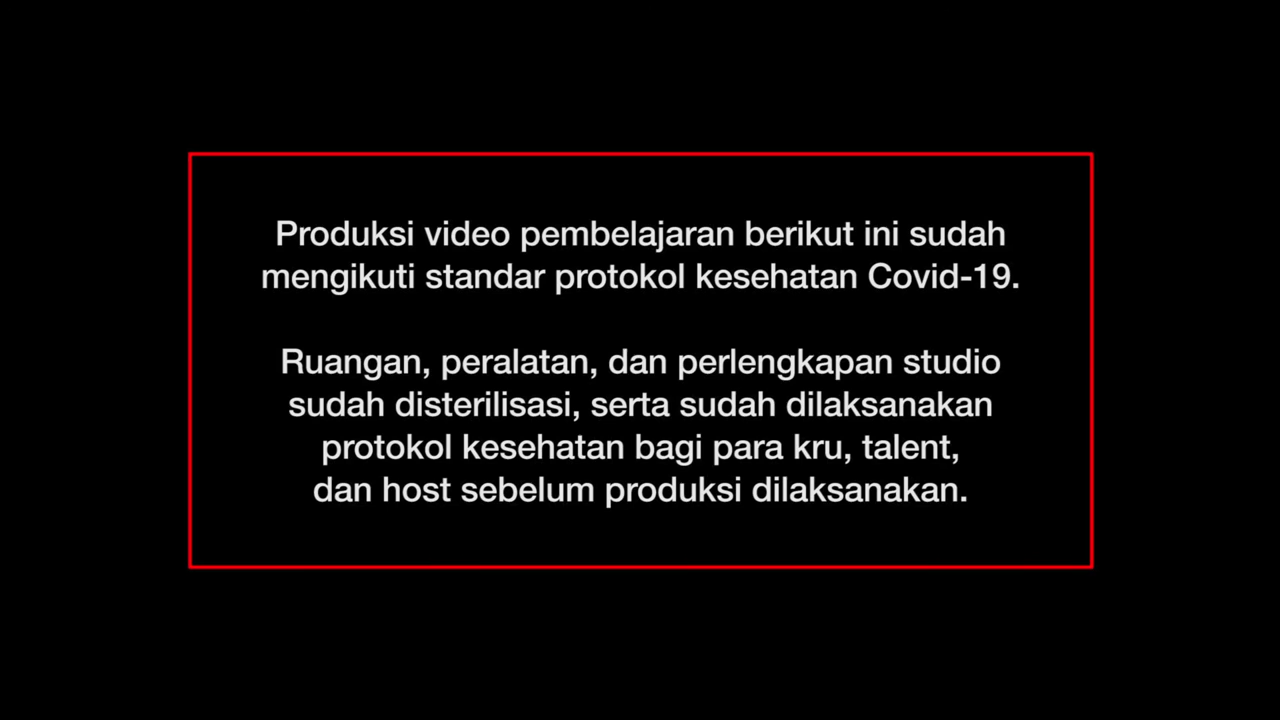 Produksi video pembelajaran berikut ini sudah
mengikuti standar protokol kesehatan Covid-19.
Ruangan, peralatan, dan perlengkapan studio
sudah disterilisasi, serta sudah dilaksanakan
protokol kesehatan bagi para kru, talent,
dan host sebelum produksi dilaksanakan.